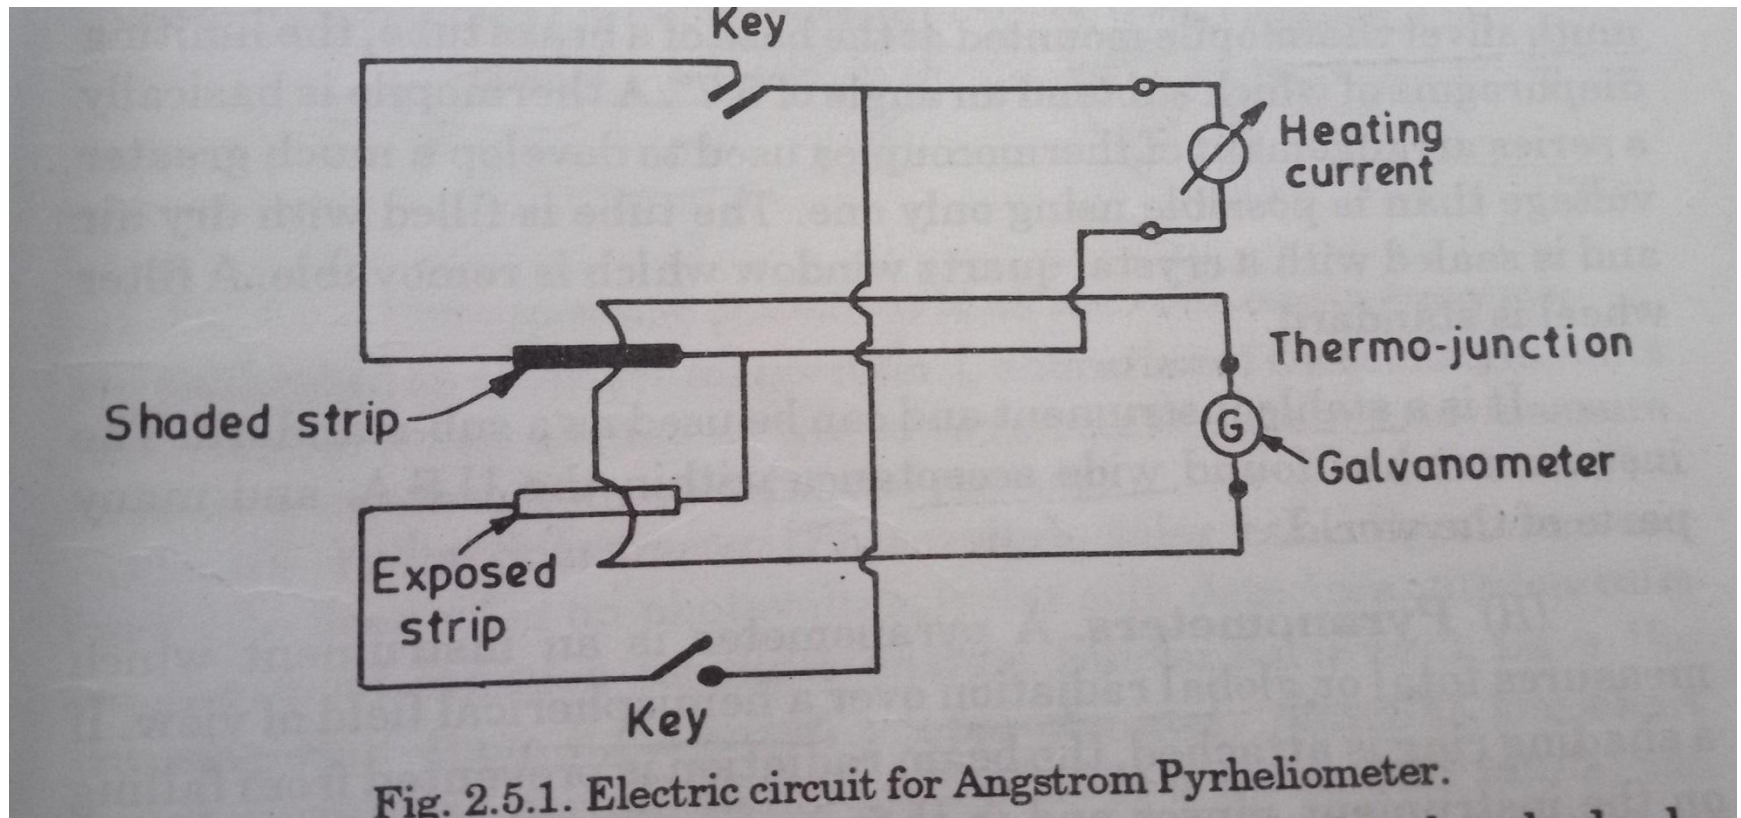 Key
Heating
current
Thermo-junction
Shaded strip
G
Galvanometer
Exposed
strip
Key
Fig. 2.5.1. Electric circuit for Angstrom Pyrheliometer.